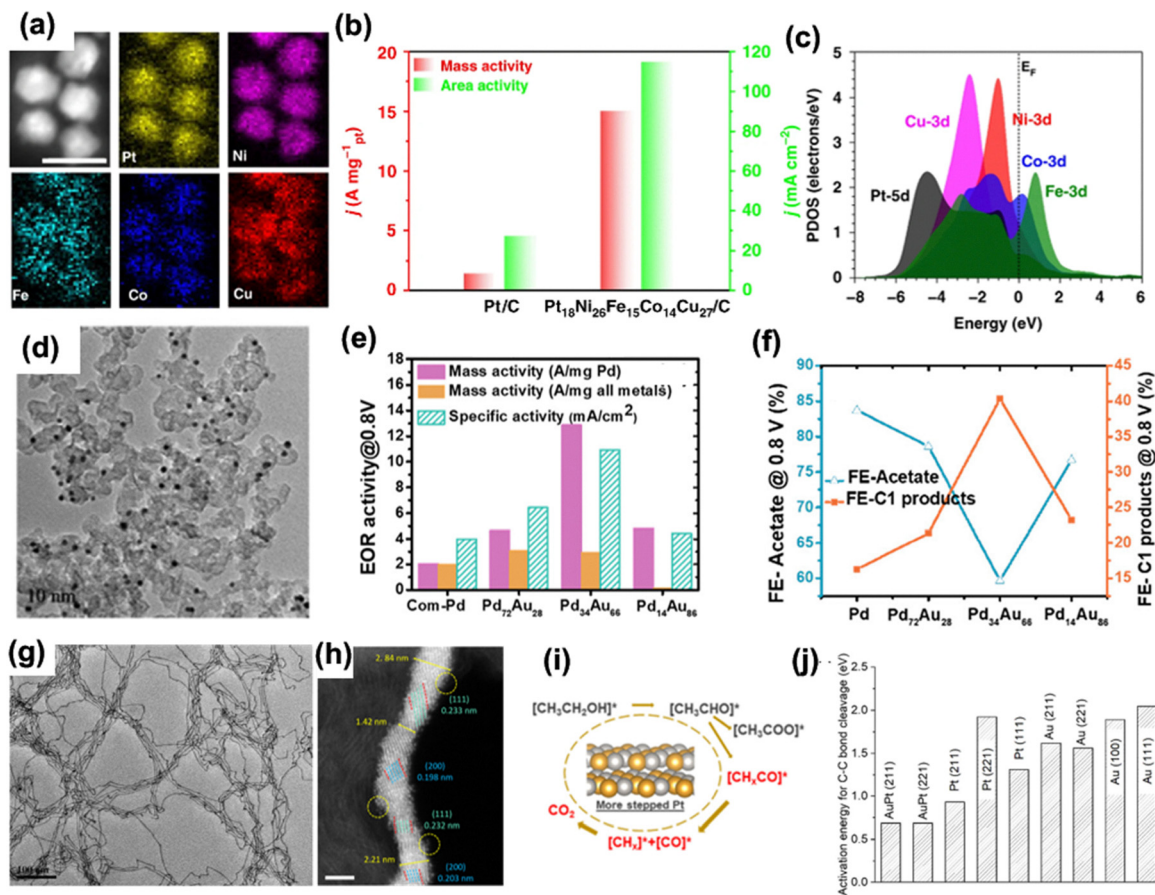 (a)
Pt
Ni
Fe
Co
Cu
(b)
20
15
10
5
0
j (A mg⁻¹pt)
Mass activity
Area activity
120
100
80
60
40
20
0
j (mA cm⁻²)
Pt/C
Pt₁₈Ni₂₆Fe₁₅Co₁₄Cu₂₇/C
(c)
5
4
3
2
1
0
PDOS (electrons/eV)
E_F
Cu-3d
Ni-3d
Co-3d
Pt-5d
Fe-3d
−8
−6
−4
−2
0
2
4
6
Energy (eV)
(d)
10 nm
(e)
18
16
14
12
10
8
6
4
2
0
EOR activity@0.8V
Mass activity (A/mg Pd)
Mass activity (A/mg all metals)
Specific activity (mA/cm²)
Com-Pd
Pd₇₂Au₂₈
Pd₃₄Au₆₆
Pd₁₄Au₈₆
(f)
90
85
80
75
70
65
60
FE- Acetate @ 0.8 V (%)
FE-Acetate
FE-C1 products
45
40
35
30
25
20
15
FE- C1 products @ 0.8 V (%)
Pd
Pd₇₂Au₂₈
Pd₃₄Au₆₆
Pd₁₄Au₈₆
(g)
100 nm
(h)
2. 84 nm
(111)
0.233 nm
1.42 nm
(200)
0.198 nm
(111)
0.232 nm
2.21 nm
(200)
0.203 nm
(i)
[CH3CH2OH]*
[CH3CHO]*
[CH3COO]*
More stepped Pt
[CHₓCO]*
CO₂
[CHₓ]*+[CO]*
(j)
3.0
2.5
2.0
1.5
1.0
0.5
0.0
Activation energy for C-C bond cleavage (eV)
AuPt (211)
AuPt (221)
Pt (211)
Pt (221)
Pt (111)
Au (211)
Au (221)
Au (100)
Au (111)